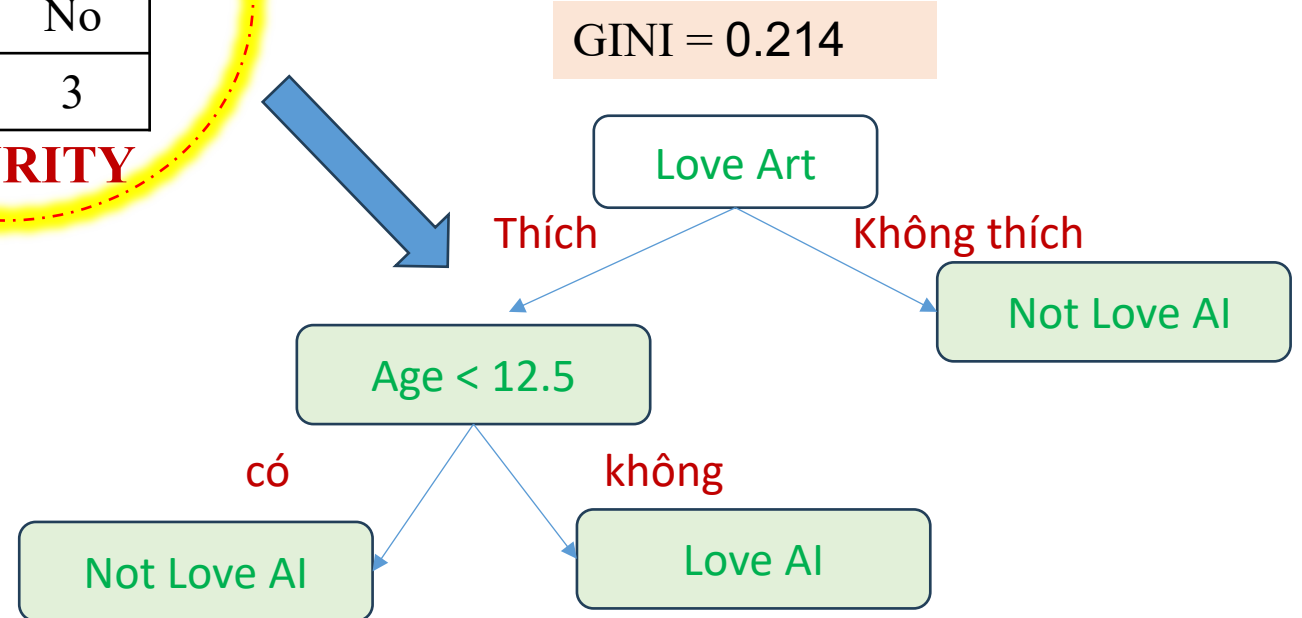 No
3
RITY
GINI = 0.214
Love Art
Thích
Không thích
Not Love AI
Age < 12.5
có
không
Not Love AI
Love AI